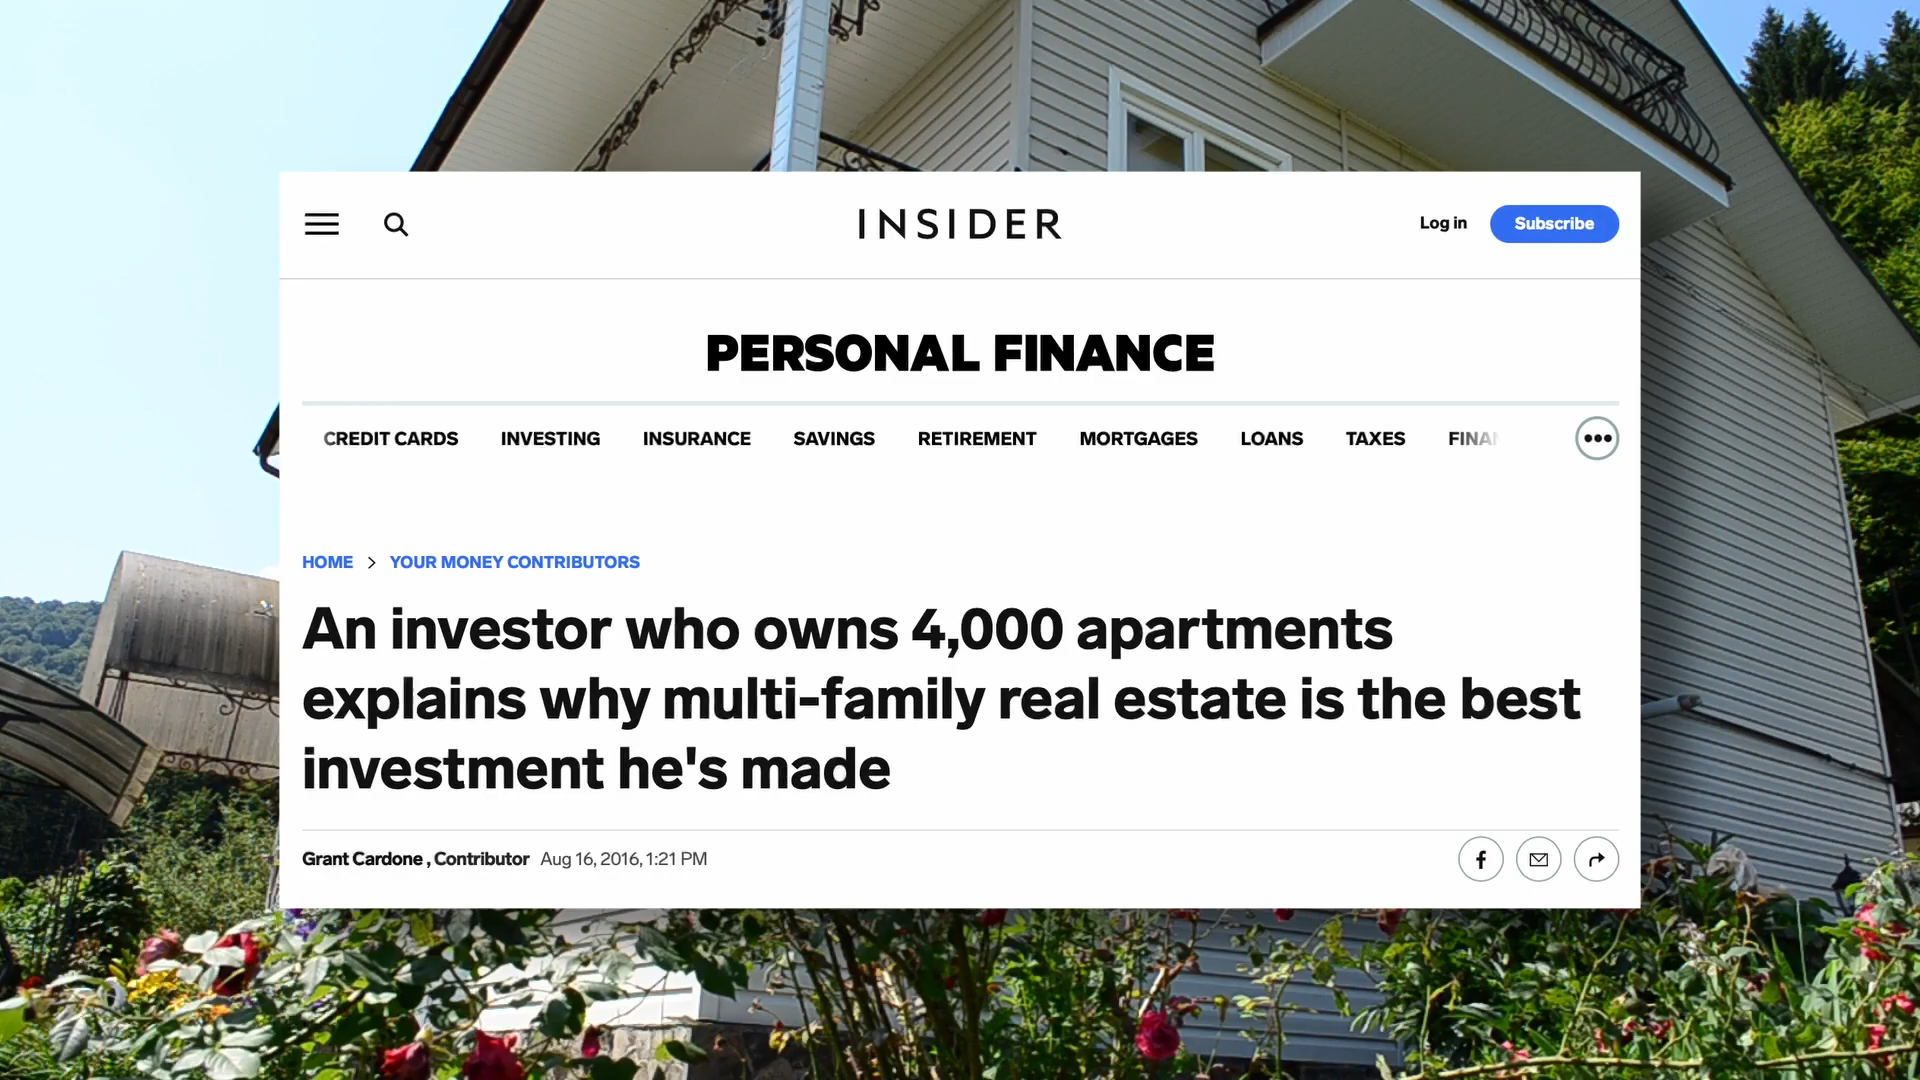 INSIDER
Log in
Subscribe
PERSONAL FINANCE
CREDIT CARDS INVESTING INSURANCE SAVINGS RETIREMENT MORTGAGES LOANS TAXES FINAN
HOME > YOUR MONEY CONTRIBUTORS
An investor who owns 4,000 apartments
explains why multi-family real estate is the best
investment he's made
Grant Cardone , Contributor Aug 16, 2016, 1:21 PM